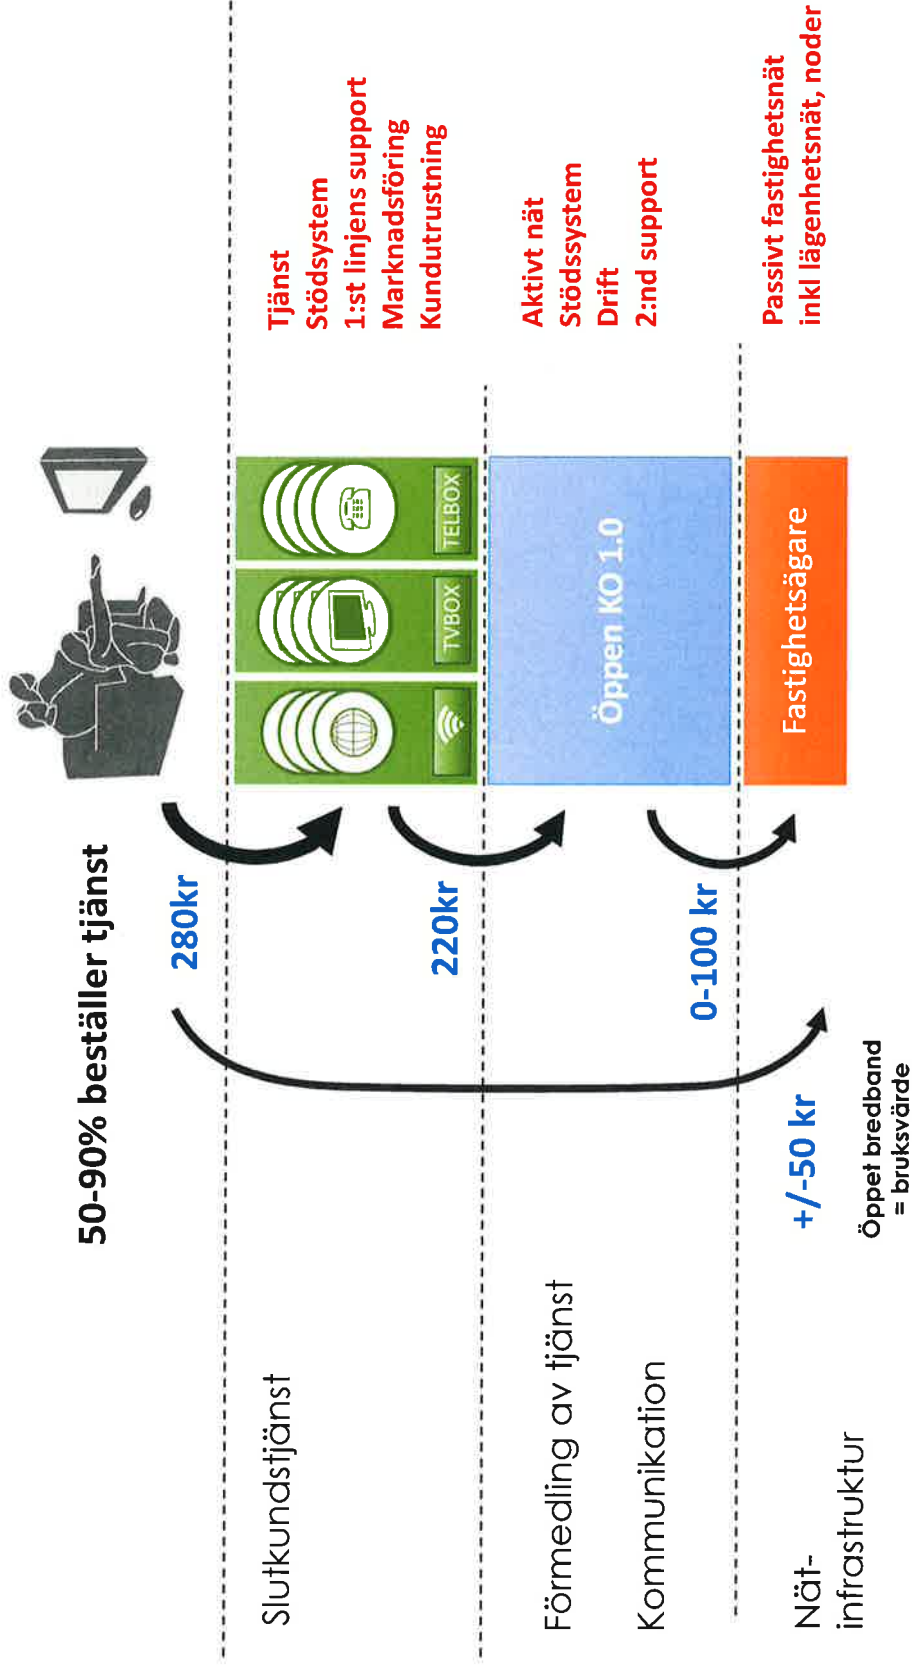 50-90% beställer tjänst
280kr
Slutkundstjänst
TVBOX
TELBOX
Tjänst
Stödsystem
1:st linjens support
Marknadsföring
Kundutrustning
220kr
Förmedling av tjänst
Kommunikation
Öppen KO 1.0
Aktivt nät
Stödssystem
Drift
2:nd support
0-100 kr
Nät-
infrastruktur
+/-50 kr
Öppet bredband
= bruksvärde
Fastighetsägare
Passivt fastighetsnät
inkl lägenhetsnät, noder